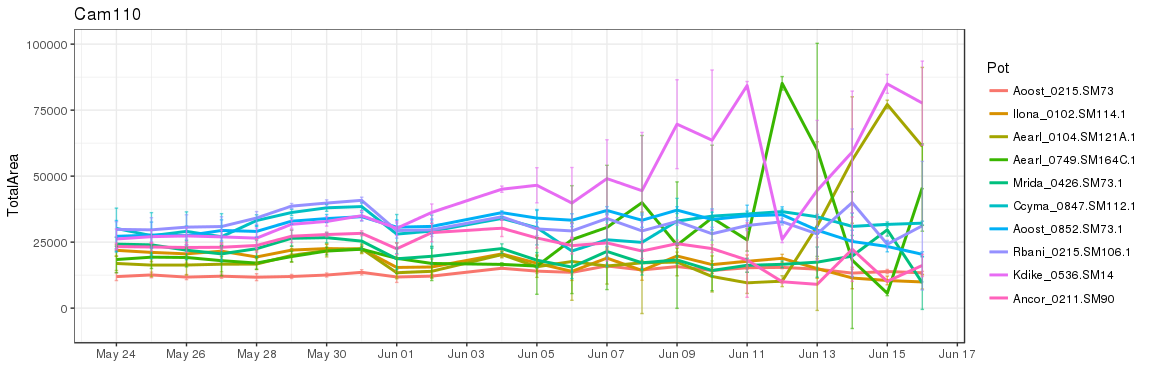 Cam110
TotalArea
100000
75000
50000
25000
0
May 24 May 26 May 28 May 30 Jun 01 Jun 03 Jun 05 Jun 07 Jun 09 Jun 11 Jun 13 Jun 15 Jun 17
Pot
Aoost_0215.SM73
Ilona_0102.SM114.1
Aearl_0104.SM121A.1
Aearl_0749.SM164C.1
Mrida_0426.SM73.1
Ccyma_0847.SM112.1
Aoost_0852.SM73.1
Rbani_0215.SM106.1
Kdike_0536.SM14
Ancor_0211.SM90